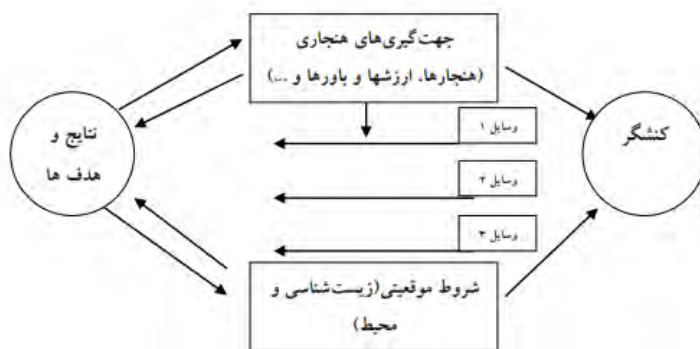 جهت‌گیری‌های هنجاری
(هنجارها، ارزشها و باورها و ...)
کنشگر
وسایل ۱
وسایل ۲
وسایل ۳
نتایج و
هدف ها
شروط موقعیتی(زیست‌شناسی و
محیط)